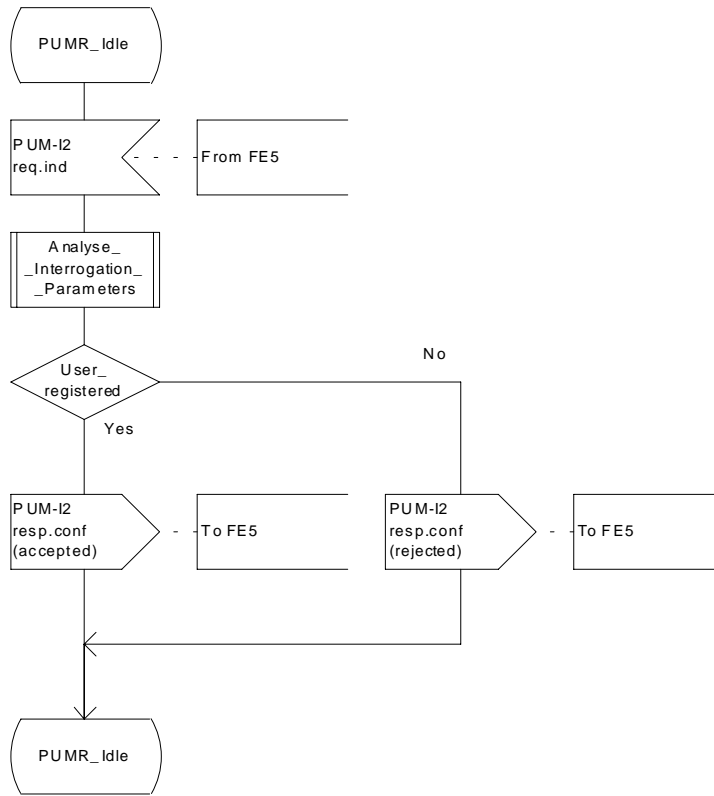 PUMR_Idle
PUM-I2
req.ind
From FE5
Analyse_
_Interrogation_
_Parameters
No
User_
registered
Yes
PUM-I2
resp.conf
(accepted)
To FE5
PUM-I2
resp.conf
(rejected)
To FE5
PUMR_Idle